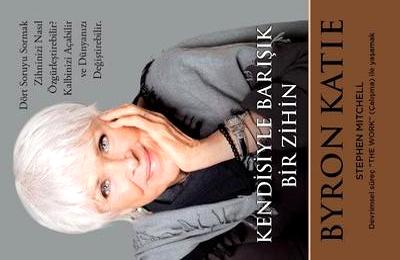 Dört Soruyu Sormak
Zihninizi Nasıl
Özgürleştirebilir?
Kalbinizi Açabilir
ve Dünyanızı
Değiştirebilir.
KENDİSİYLE BARIŞIK
BİR ZİHİN
BYRON KATIE
STEPHEN MITCHELL
Devrimsel süreç "THE WORK" (Çalışma) ile yaşamak